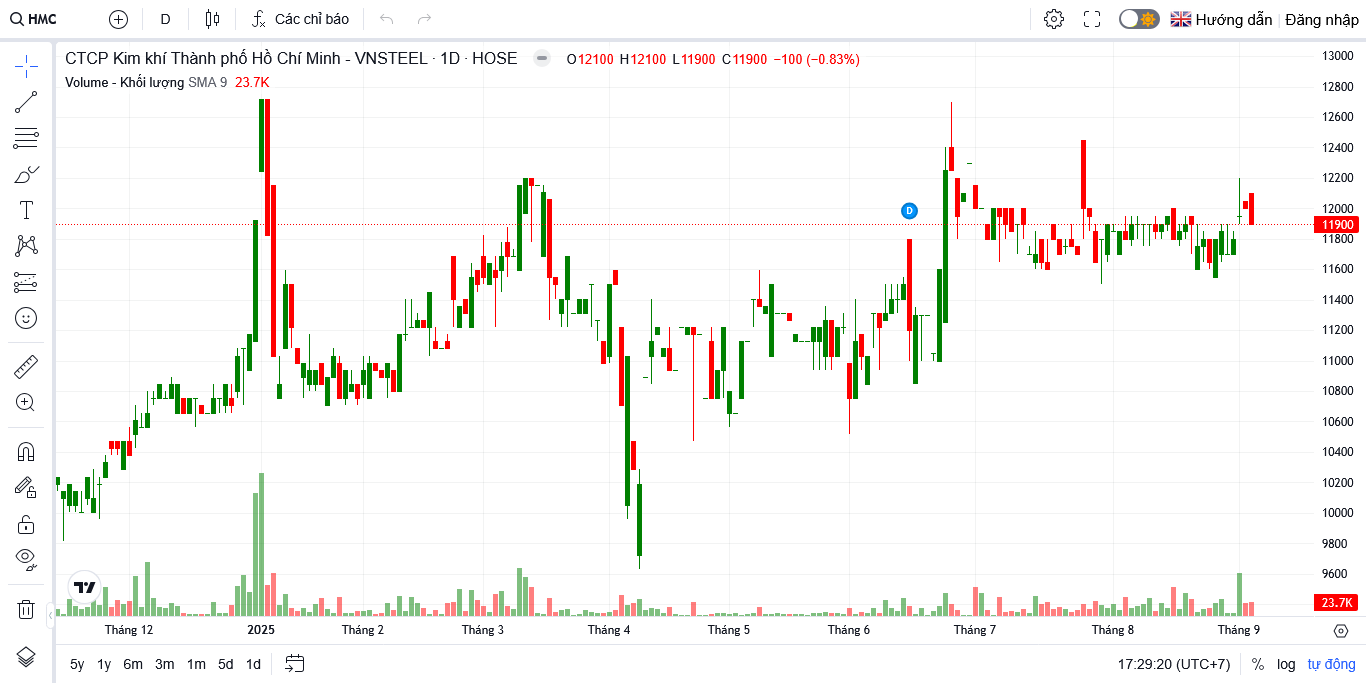 HMC D Các chỉ báo Hướng dẫn Đăng nhập
CTCP Kim khí Thành phố Hồ Chí Minh - VNSTEEL · 1D · HOSE O12100 H12100 L11900 C11900 −100 (−0.83%)
Volume - Khối lượng SMA 9 23.7K
13000
12800
12600
12400
12200
12000
11900
11800
11600
11400
11200
11000
10800
10600
10400
10200
10000
9800
9600
23.7K
D
Tháng 12 2025 Tháng 2 Tháng 3 Tháng 4 Tháng 5 Tháng 6 Tháng 7 Tháng 8 Tháng 9
5y 1y 6m 3m 1m 5d 1d 17:29:20 (UTC+7) % log tự động